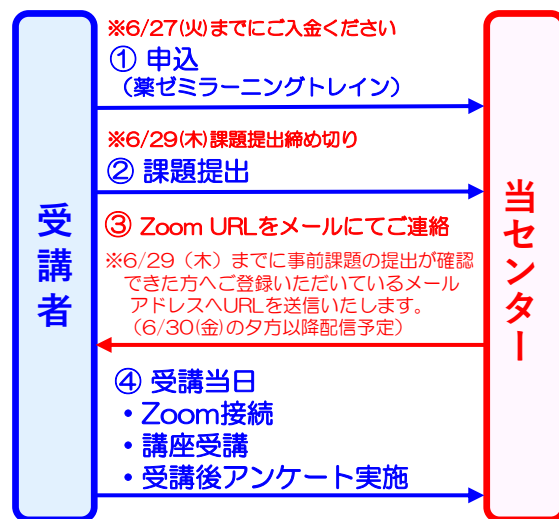 受講者
※6/27(火)までにご入金ください
① 申込
（薬ゼミラーニングトレイン）
※6/29(木)課題提出締め切り
② 課題提出
③ Zoom URLをメールにてご連絡
※6/29（木）までに事前課題の提出が確認
できた方へご登録いただいているメール
アドレスへURLを送信いたします。
（6/30(金)の夕方以降配信予定）
④ 受講当日
・Zoom接続
・講座受講
・受講後アンケート実施
当センター